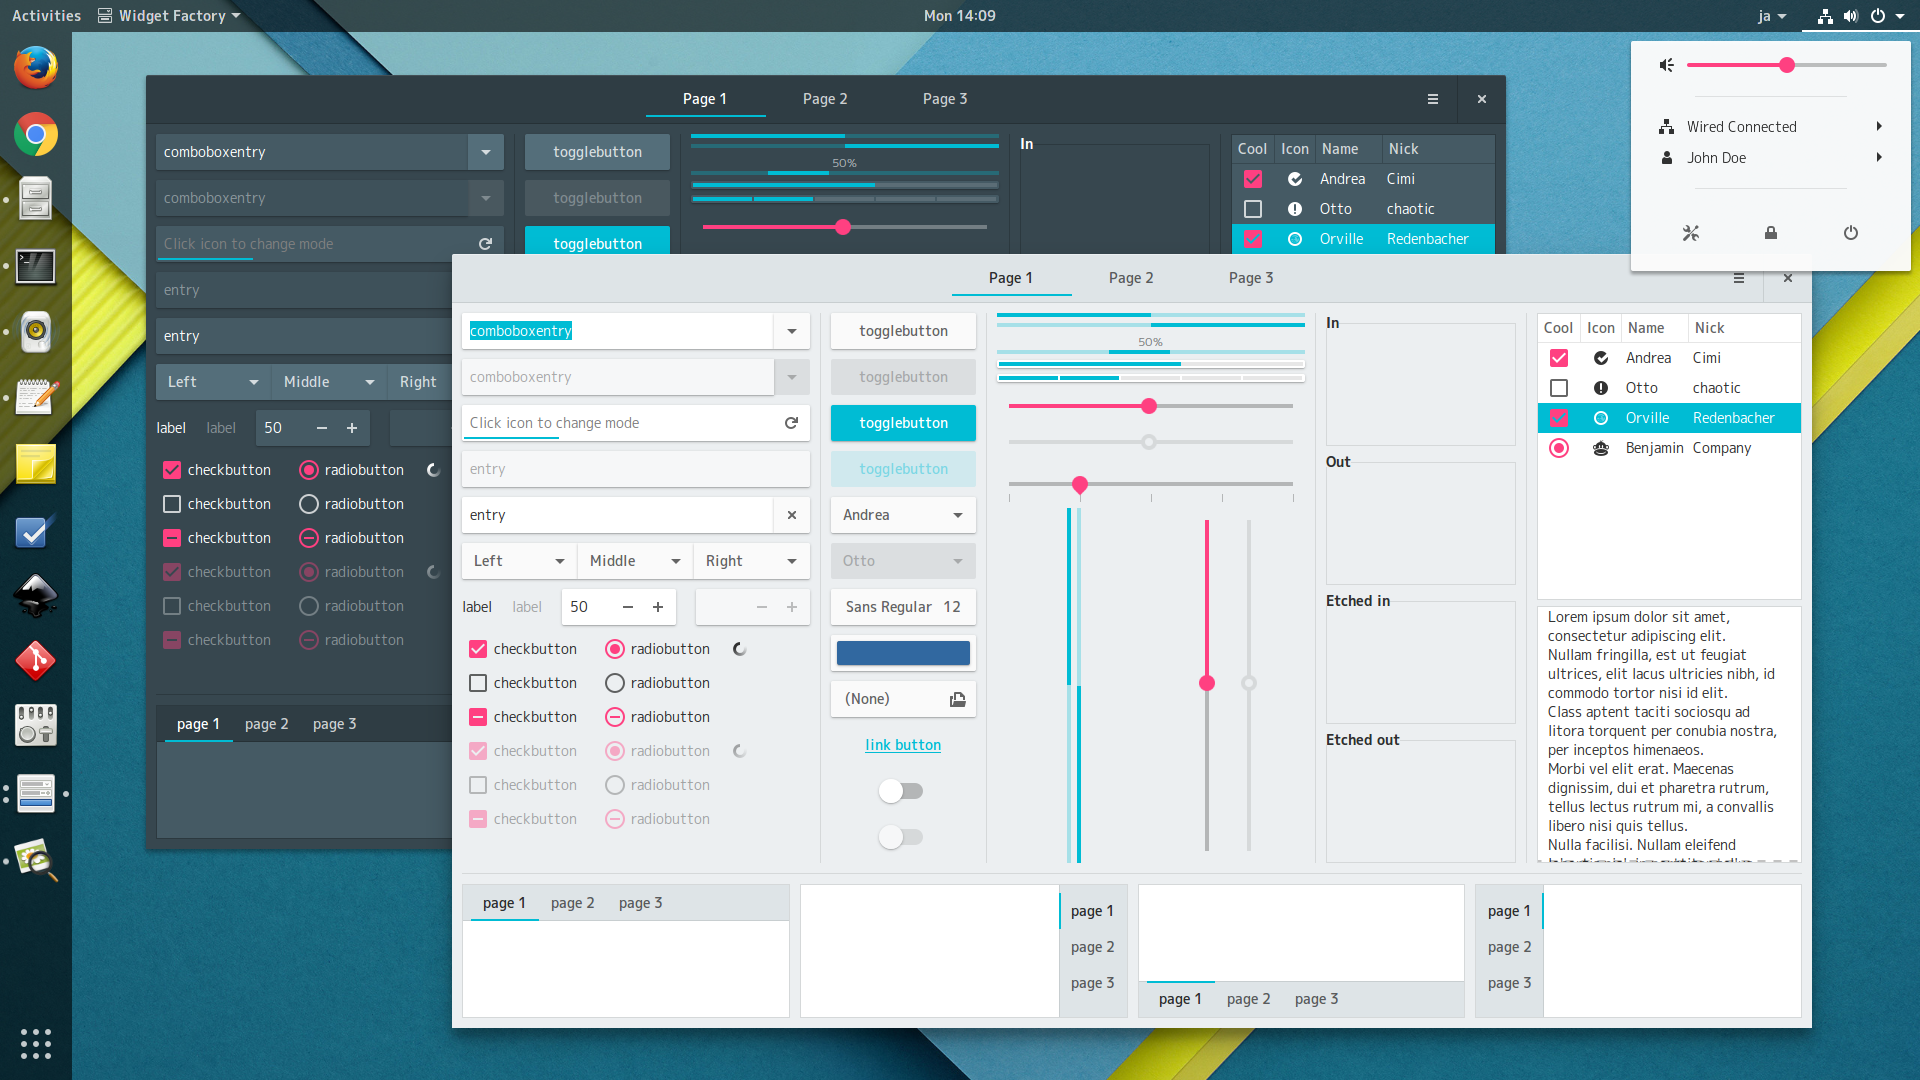 Activities
Widget Factory
Mon 14:09
ja
Page 1
Page 2
Page 3
comboboxentry
comboboxentry
Click icon to change mode
entry
entry
Left
Middle
Right
label
label
50
checkbutton
radiobutton
checkbutton
radiobutton
checkbutton
radiobutton
checkbutton
radiobutton
checkbutton
radiobutton
checkbutton
radiobutton
togglebutton
togglebutton
togglebutton
50%
In
Cool Icon Name Nick
Andrea Cimi
Otto chaotic
Orville Redenbacher
page 1
page 2
page 3
Wired Connected
John Doe
Page 1
Page 2
Page 3
comboboxentry
comboboxentry
Click icon to change mode
entry
entry
Left
Middle
Right
label
label
50
checkbutton
radiobutton
checkbutton
radiobutton
checkbutton
radiobutton
checkbutton
radiobutton
checkbutton
radiobutton
checkbutton
radiobutton
togglebutton
togglebutton
togglebutton
togglebutton
Andrea
Otto
Sans Regular 12
(None)
link button
50%
In
Out
Etched in
Etched out
Cool Icon Name Nick
Andrea Cimi
Otto chaotic
Orville Redenbacher
Benjamin Company
Lorem ipsum dolor sit amet,
consectetur adipiscing elit.
Nullam fringilla, est ut feugiat
ultrices, elit lacus ultricies nibh, id
commodo tortor nisi id elit.
Class aptent taciti sociosqu ad
litora torquent per conubia nostra,
per inceptos himenaeos.
Morbi vel elit erat. Maecenas
dignissim, dui et pharetra rutrum,
tellus lectus rutrum mi, a convallis
libero nisi quis tellus.
Nulla facilisi. Nullam eleifend
page 1
page 2
page 3
page 1
page 2
page 3
page 1
page 2
page 3
page 1
page 2
page 3